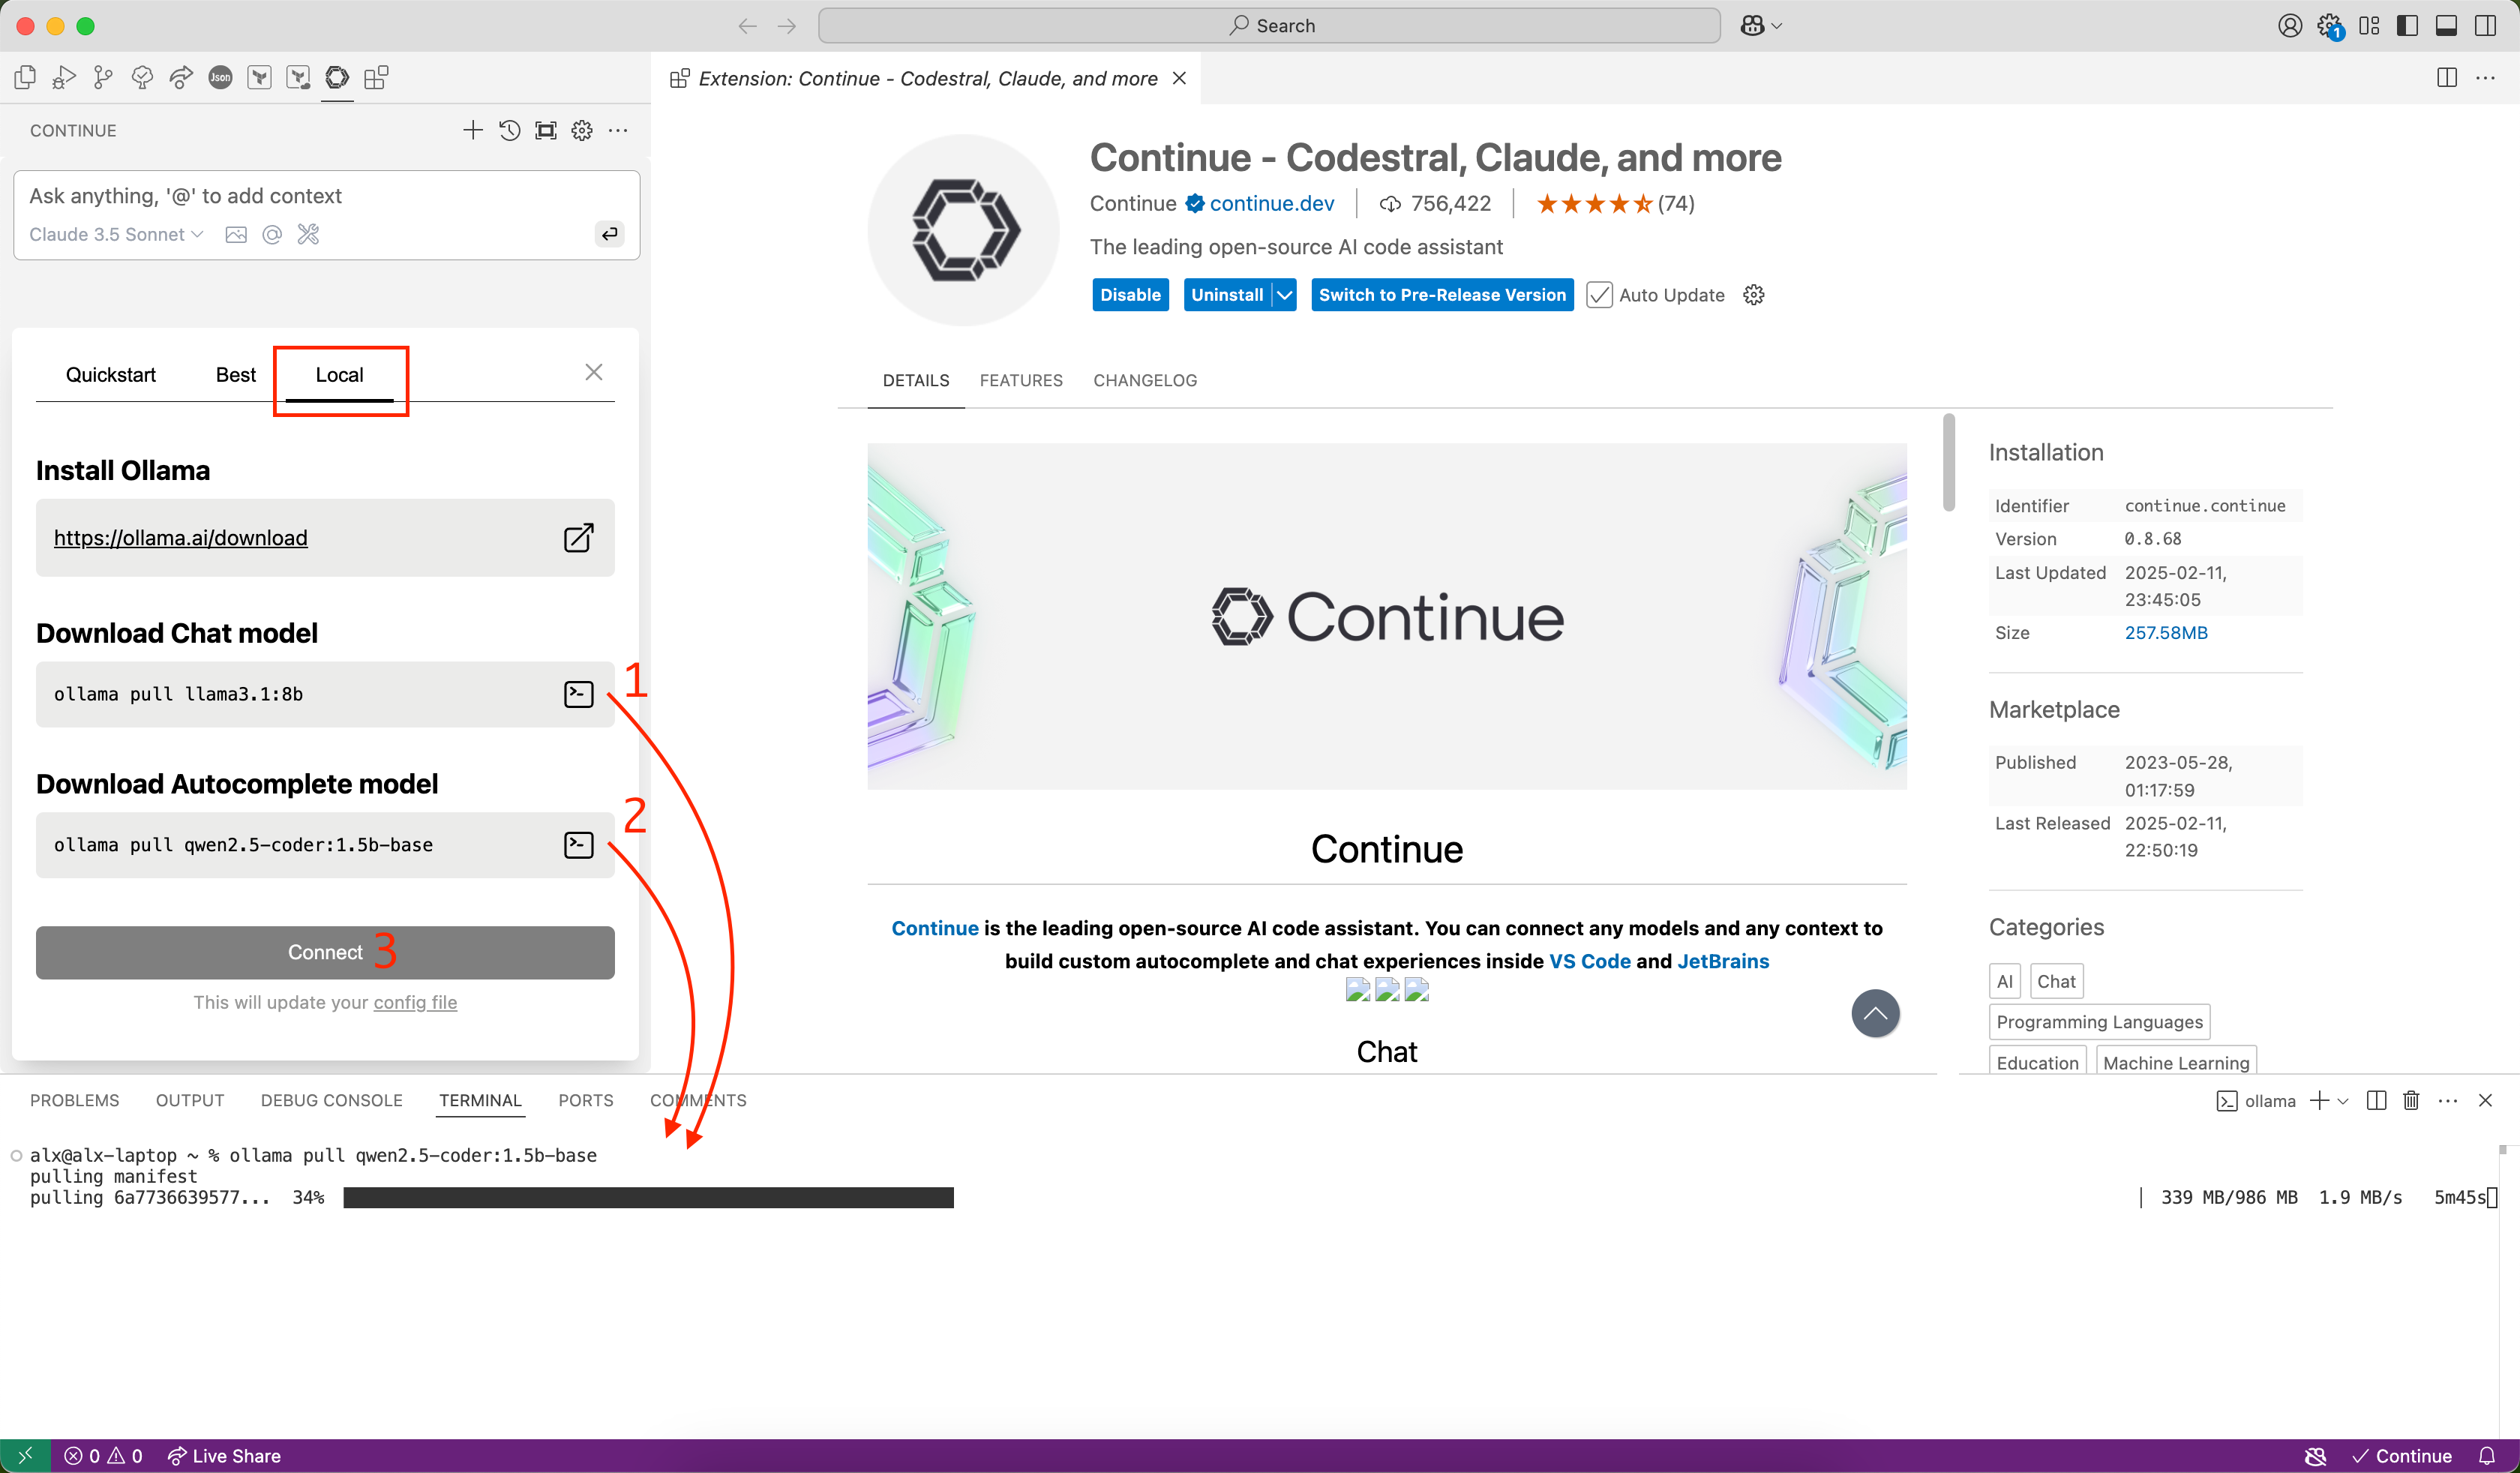 Search
1
Json
Extension: Continue - Codestral, Claude, and more
CONTINUE
Ask anything, '@' to add context
Claude 3.5 Sonnet
Quickstart
Best
Local
Install Ollama
https://ollama.ai/download
Download Chat model
ollama pull llama3.1:8b
1
Download Autocomplete model
ollama pull qwen2.5-coder:1.5b-base
2
Connect
3
This will update your config file
Continue - Codestral, Claude, and more
Continue continue.dev 756,422 (74)
The leading open-source AI code assistant
Disable
Uninstall
Switch to Pre-Release Version
Auto Update
DETAILS FEATURES CHANGELOG
Continue
Continue
Continue is the leading open-source AI code assistant. You can connect any models and any context to
build custom autocomplete and chat experiences inside VS Code and JetBrains
Chat
Installation
Identifier continue.continue
Version 0.8.68
Last Updated 2025-02-11,
23:45:05
Size 257.58MB
Marketplace
Published 2023-05-28,
01:17:59
Last Released 2025-02-11,
22:50:19
Categories
AI Chat
Programming Languages
Education Machine Learning
PROBLEMS OUTPUT DEBUG CONSOLE TERMINAL PORTS COMMENTS
ollama
alx@alx-laptop ~ % ollama pull qwen2.5-coder:1.5b-base
pulling manifest
pulling 6a7736639577... 34% | 339 MB/986 MB 1.9 MB/s 5m45s
0 0 Live Share
Continue